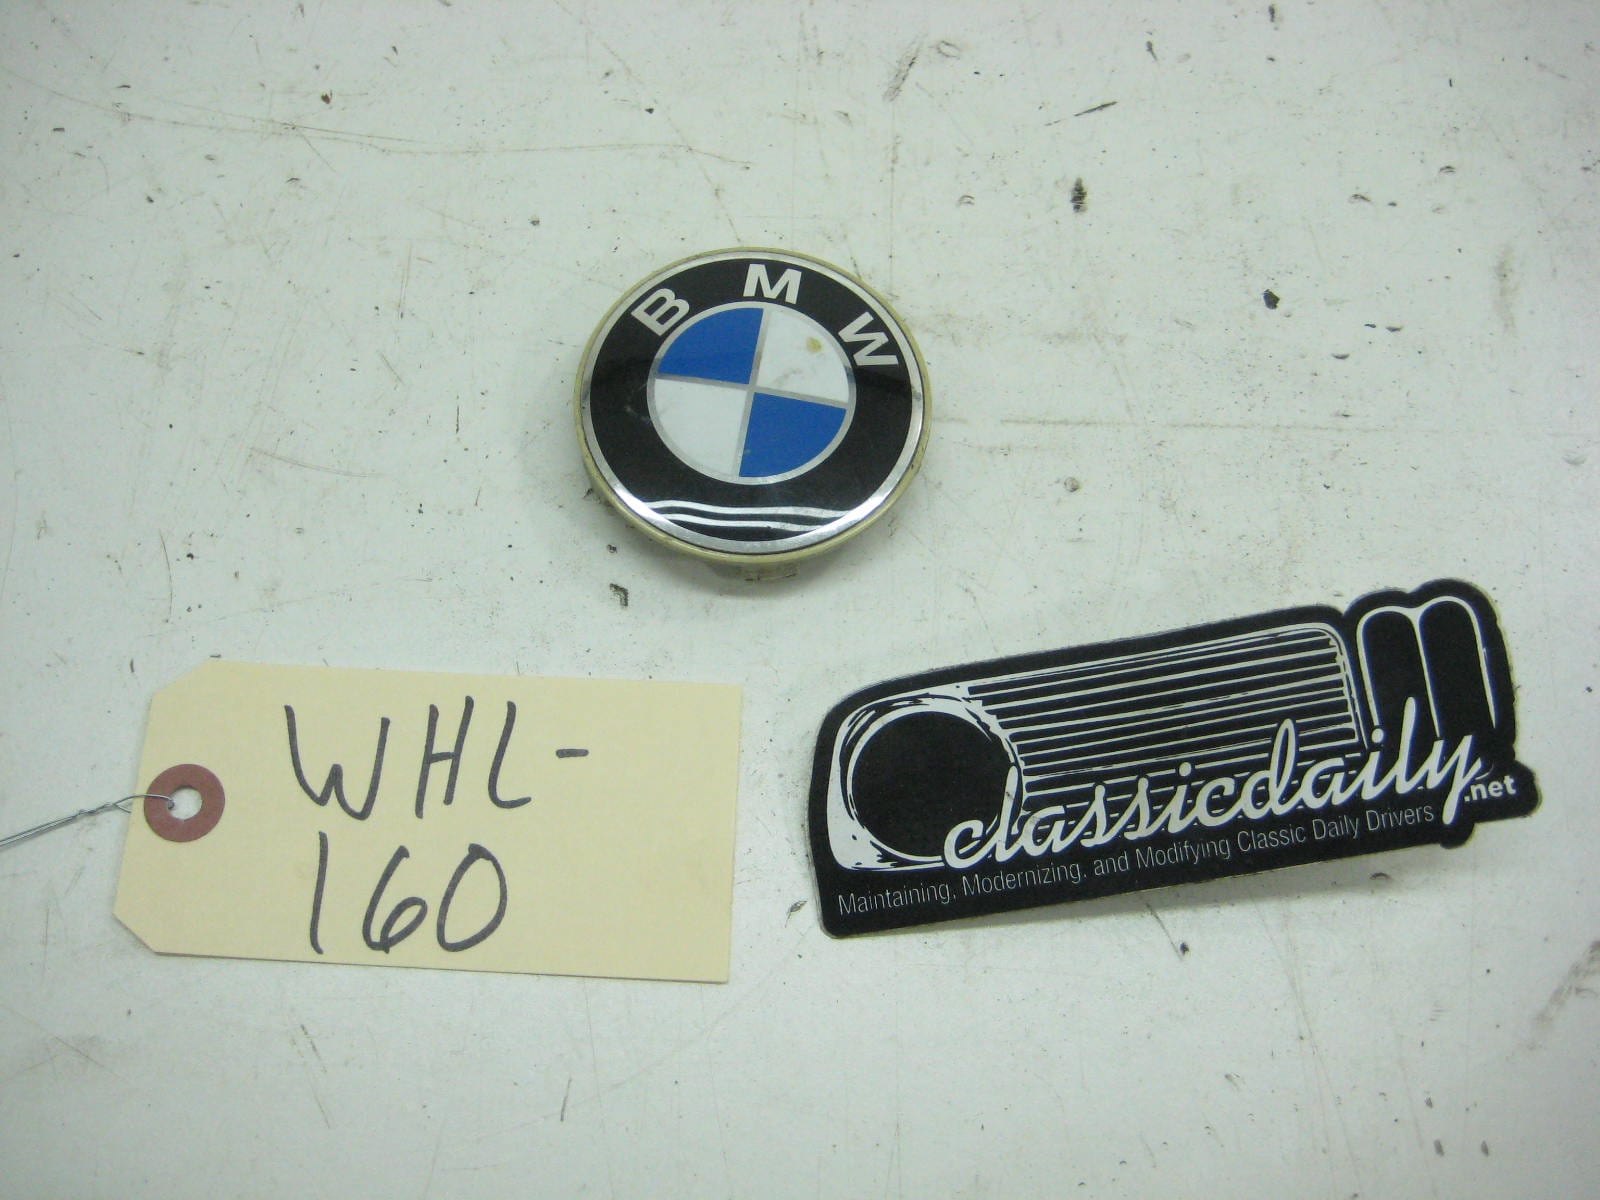 BMW
WHL-
160
classicdaily.net
Maintaining, Modernizing, and Modifying Classic Daily Drivers